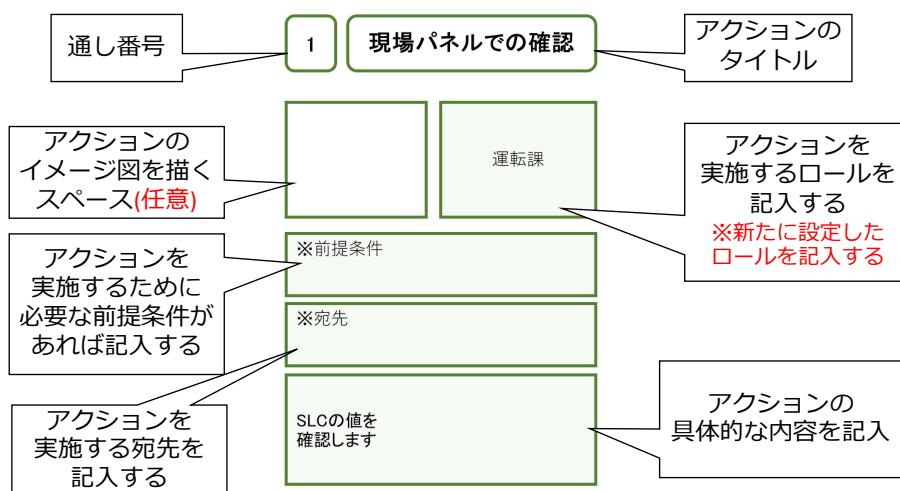 通し番号
1
現場パネルでの確認
アクションの
タイトル
アクションの
イメージ図を描く
スペース(任意)
運転課
アクションを
実施するロールを
記入する
※新たに設定した
ロールを記入する
アクションを
実施するために
必要な前提条件が
あれば記入する
※前提条件
※宛先
アクションを
実施する宛先を
記入する
SLCの値を
確認します
アクションの
具体的な内容を記入